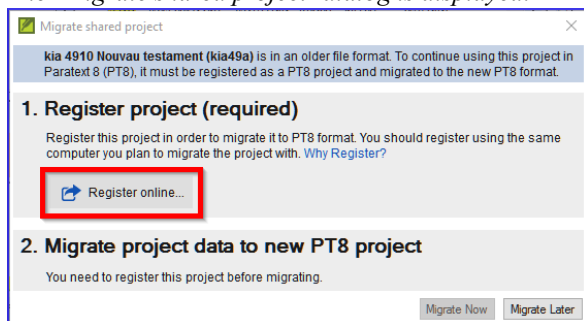 Migrate shared project
kia 4910 Nouvau testament (kia49a) is in an older file format. To continue using this project in
Paratext 8 (PT8), it must be registered as a PT8 project and migrated to the new PT8 format.
1. Register project (required)
Register this project in order to migrate it to PT8 format. You should register using the same
computer you plan to migrate the project with. Why Register?
Register online...
2. Migrate project data to new PT8 project
You need to register this project before migrating.
Migrate Now Migrate Later